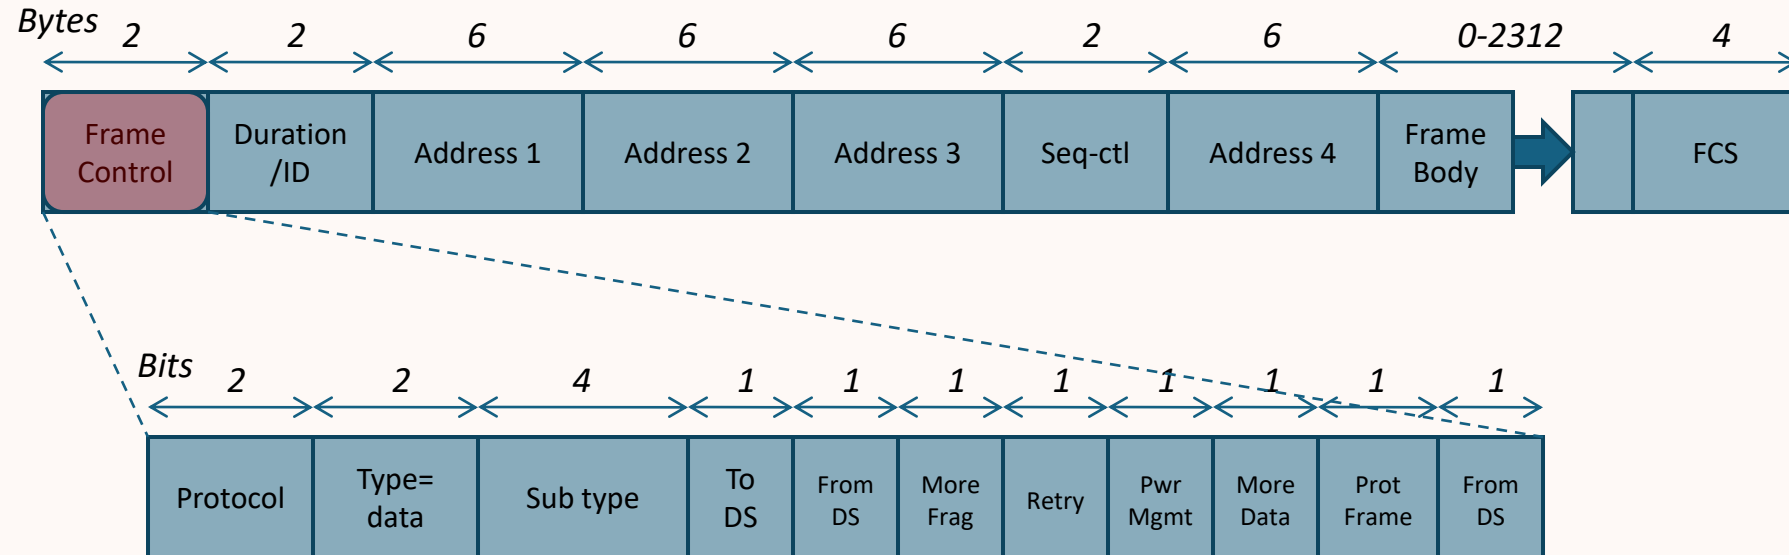 Bytes 2 2 6 6 6 2 6 0-2312 4
Frame Control Duration /ID Address 1 Address 2 Address 3 Seq-ctl Address 4 Frame Body FCS
Bits 2 2 4 1 1 1 1 1 1 1 1
Protocol Type= data Sub type To DS From DS More Frag Retry Pwr Mgmt More Data Prot Frame From DS